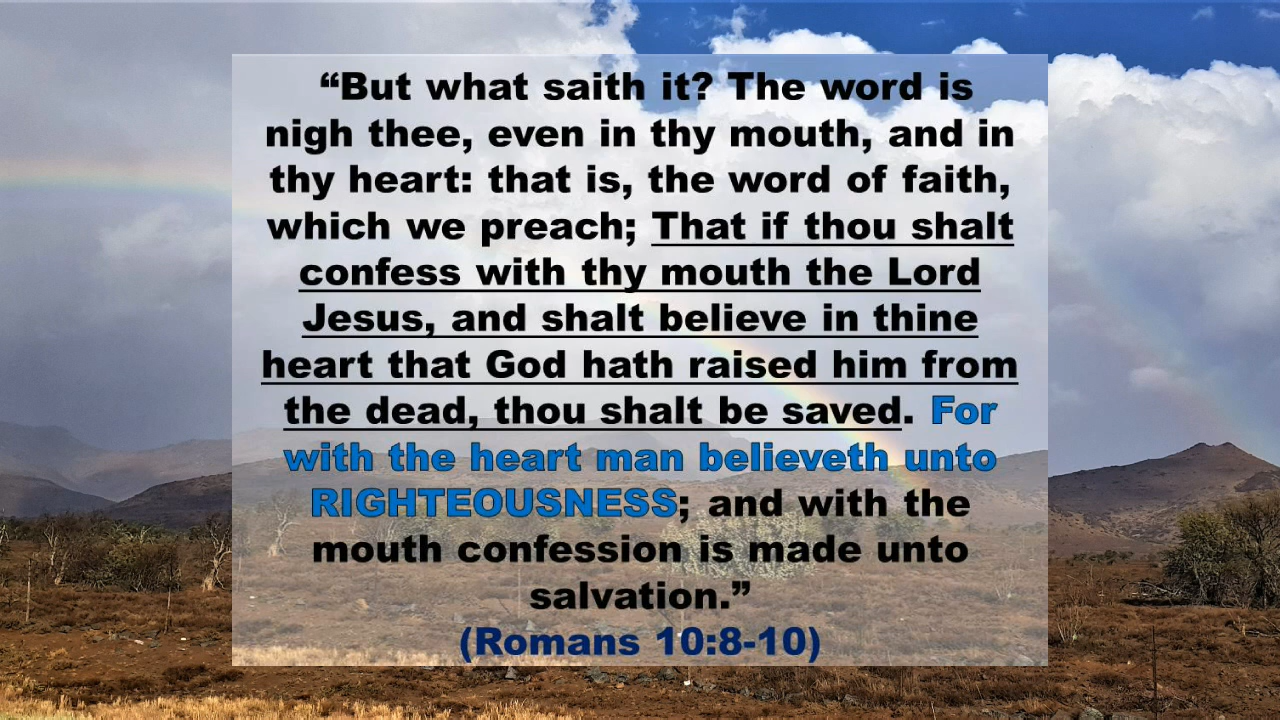 “But what saith it? The word is
nigh thee, even in thy mouth, and in
thy heart: that is, the word of faith,
which we preach; That if thou shalt
confess with thy mouth the Lord
Jesus, and shalt believe in thine
heart that God hath raised him from
the dead, thou shalt be saved. For
with the heart man believeth unto
RIGHTEOUSNESS; and with the
mouth confession is made unto
salvation.”
(Romans 10:8-10)